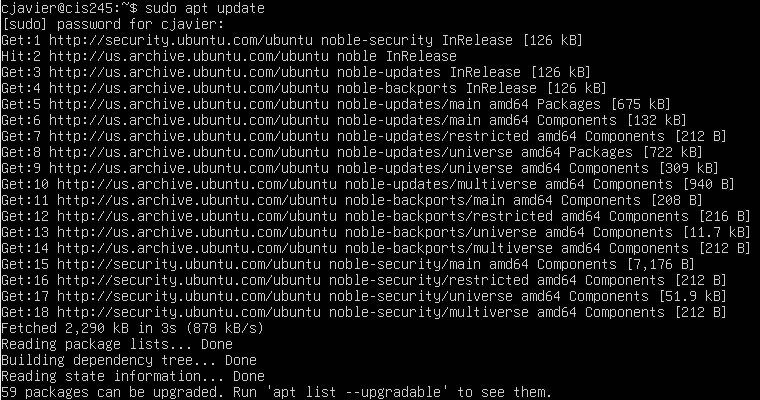 cjavier@cis245:~$ sudo apt update
[sudo] password for cjavier:
Get:1 http://security.ubuntu.com/ubuntu noble-security InRelease [126 kB]
Hit:2 http://us.archive.ubuntu.com/ubuntu noble InRelease
Get:3 http://us.archive.ubuntu.com/ubuntu noble-updates InRelease [126 kB]
Get:4 http://us.archive.ubuntu.com/ubuntu noble-backports InRelease [126 kB]
Get:5 http://us.archive.ubuntu.com/ubuntu noble-updates/main amd64 Packages [675 kB]
Get:6 http://us.archive.ubuntu.com/ubuntu noble-updates/main amd64 Components [132 kB]
Get:7 http://us.archive.ubuntu.com/ubuntu noble-updates/restricted amd64 Components [212 B]
Get:8 http://us.archive.ubuntu.com/ubuntu noble-updates/universe amd64 Packages [722 kB]
Get:9 http://us.archive.ubuntu.com/ubuntu noble-updates/universe amd64 Components [309 kB]
Get:10 http://us.archive.ubuntu.com/ubuntu noble-updates/multiverse amd64 Components [940 B]
Get:11 http://us.archive.ubuntu.com/ubuntu noble-backports/main amd64 Components [208 B]
Get:12 http://us.archive.ubuntu.com/ubuntu noble-backports/restricted amd64 Components [216 B]
Get:13 http://us.archive.ubuntu.com/ubuntu noble-backports/universe amd64 Components [11.7 kB]
Get:14 http://us.archive.ubuntu.com/ubuntu noble-backports/multiverse amd64 Components [212 B]
Get:15 http://security.ubuntu.com/ubuntu noble-security/main amd64 Components [7,176 B]
Get:16 http://security.ubuntu.com/ubuntu noble-security/restricted amd64 Components [212 B]
Get:17 http://security.ubuntu.com/ubuntu noble-security/universe amd64 Components [51.9 kB]
Get:18 http://security.ubuntu.com/ubuntu noble-security/multiverse amd64 Components [212 B]
Fetched 2,290 kB in 3s (878 kB/s)
Reading package lists... Done
Building dependency tree... Done
Reading state information... Done
59 packages can be upgraded. Run 'apt list --upgradable' to see them.